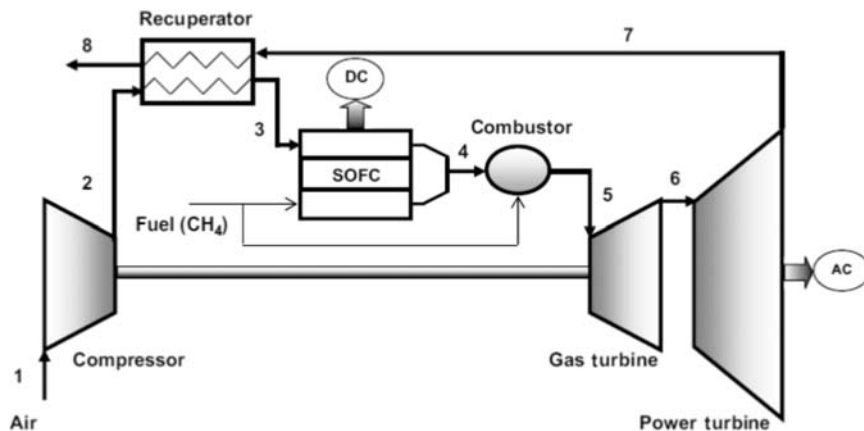 Recuperator
8
7
DC
3
Combustor
4
2
SOFC
5
6
Fuel (CH₄)
AC
Compressor
Gas turbine
1
Air
Power turbine